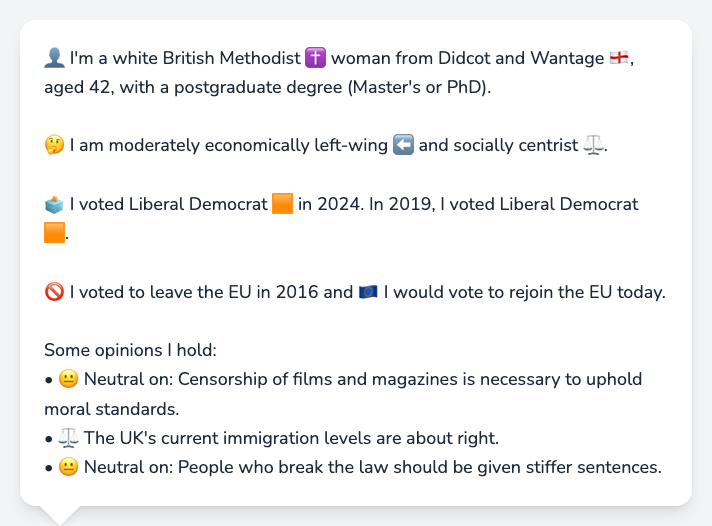 👤 I'm a white British Methodist ✝️ woman from Didcot and Wantage 🏴󠁧󠁢󠁥󠁮󠁧󠁿,
aged 42, with a postgraduate degree (Master's or PhD).
🤔 I am moderately economically left-wing ⬅️ and socially centrist ⚖️.
🗳️ I voted Liberal Democrat 🟧 in 2024. In 2019, I voted Liberal Democrat
🟧.
🚫 I voted to leave the EU in 2016 and 🇪🇺 I would vote to rejoin the EU today.
Some opinions I hold:
• 😐 Neutral on: Censorship of films and magazines is necessary to uphold
moral standards.
• ⚖️ The UK's current immigration levels are about right.
• 😐 Neutral on: People who break the law should be given stiffer sentences.